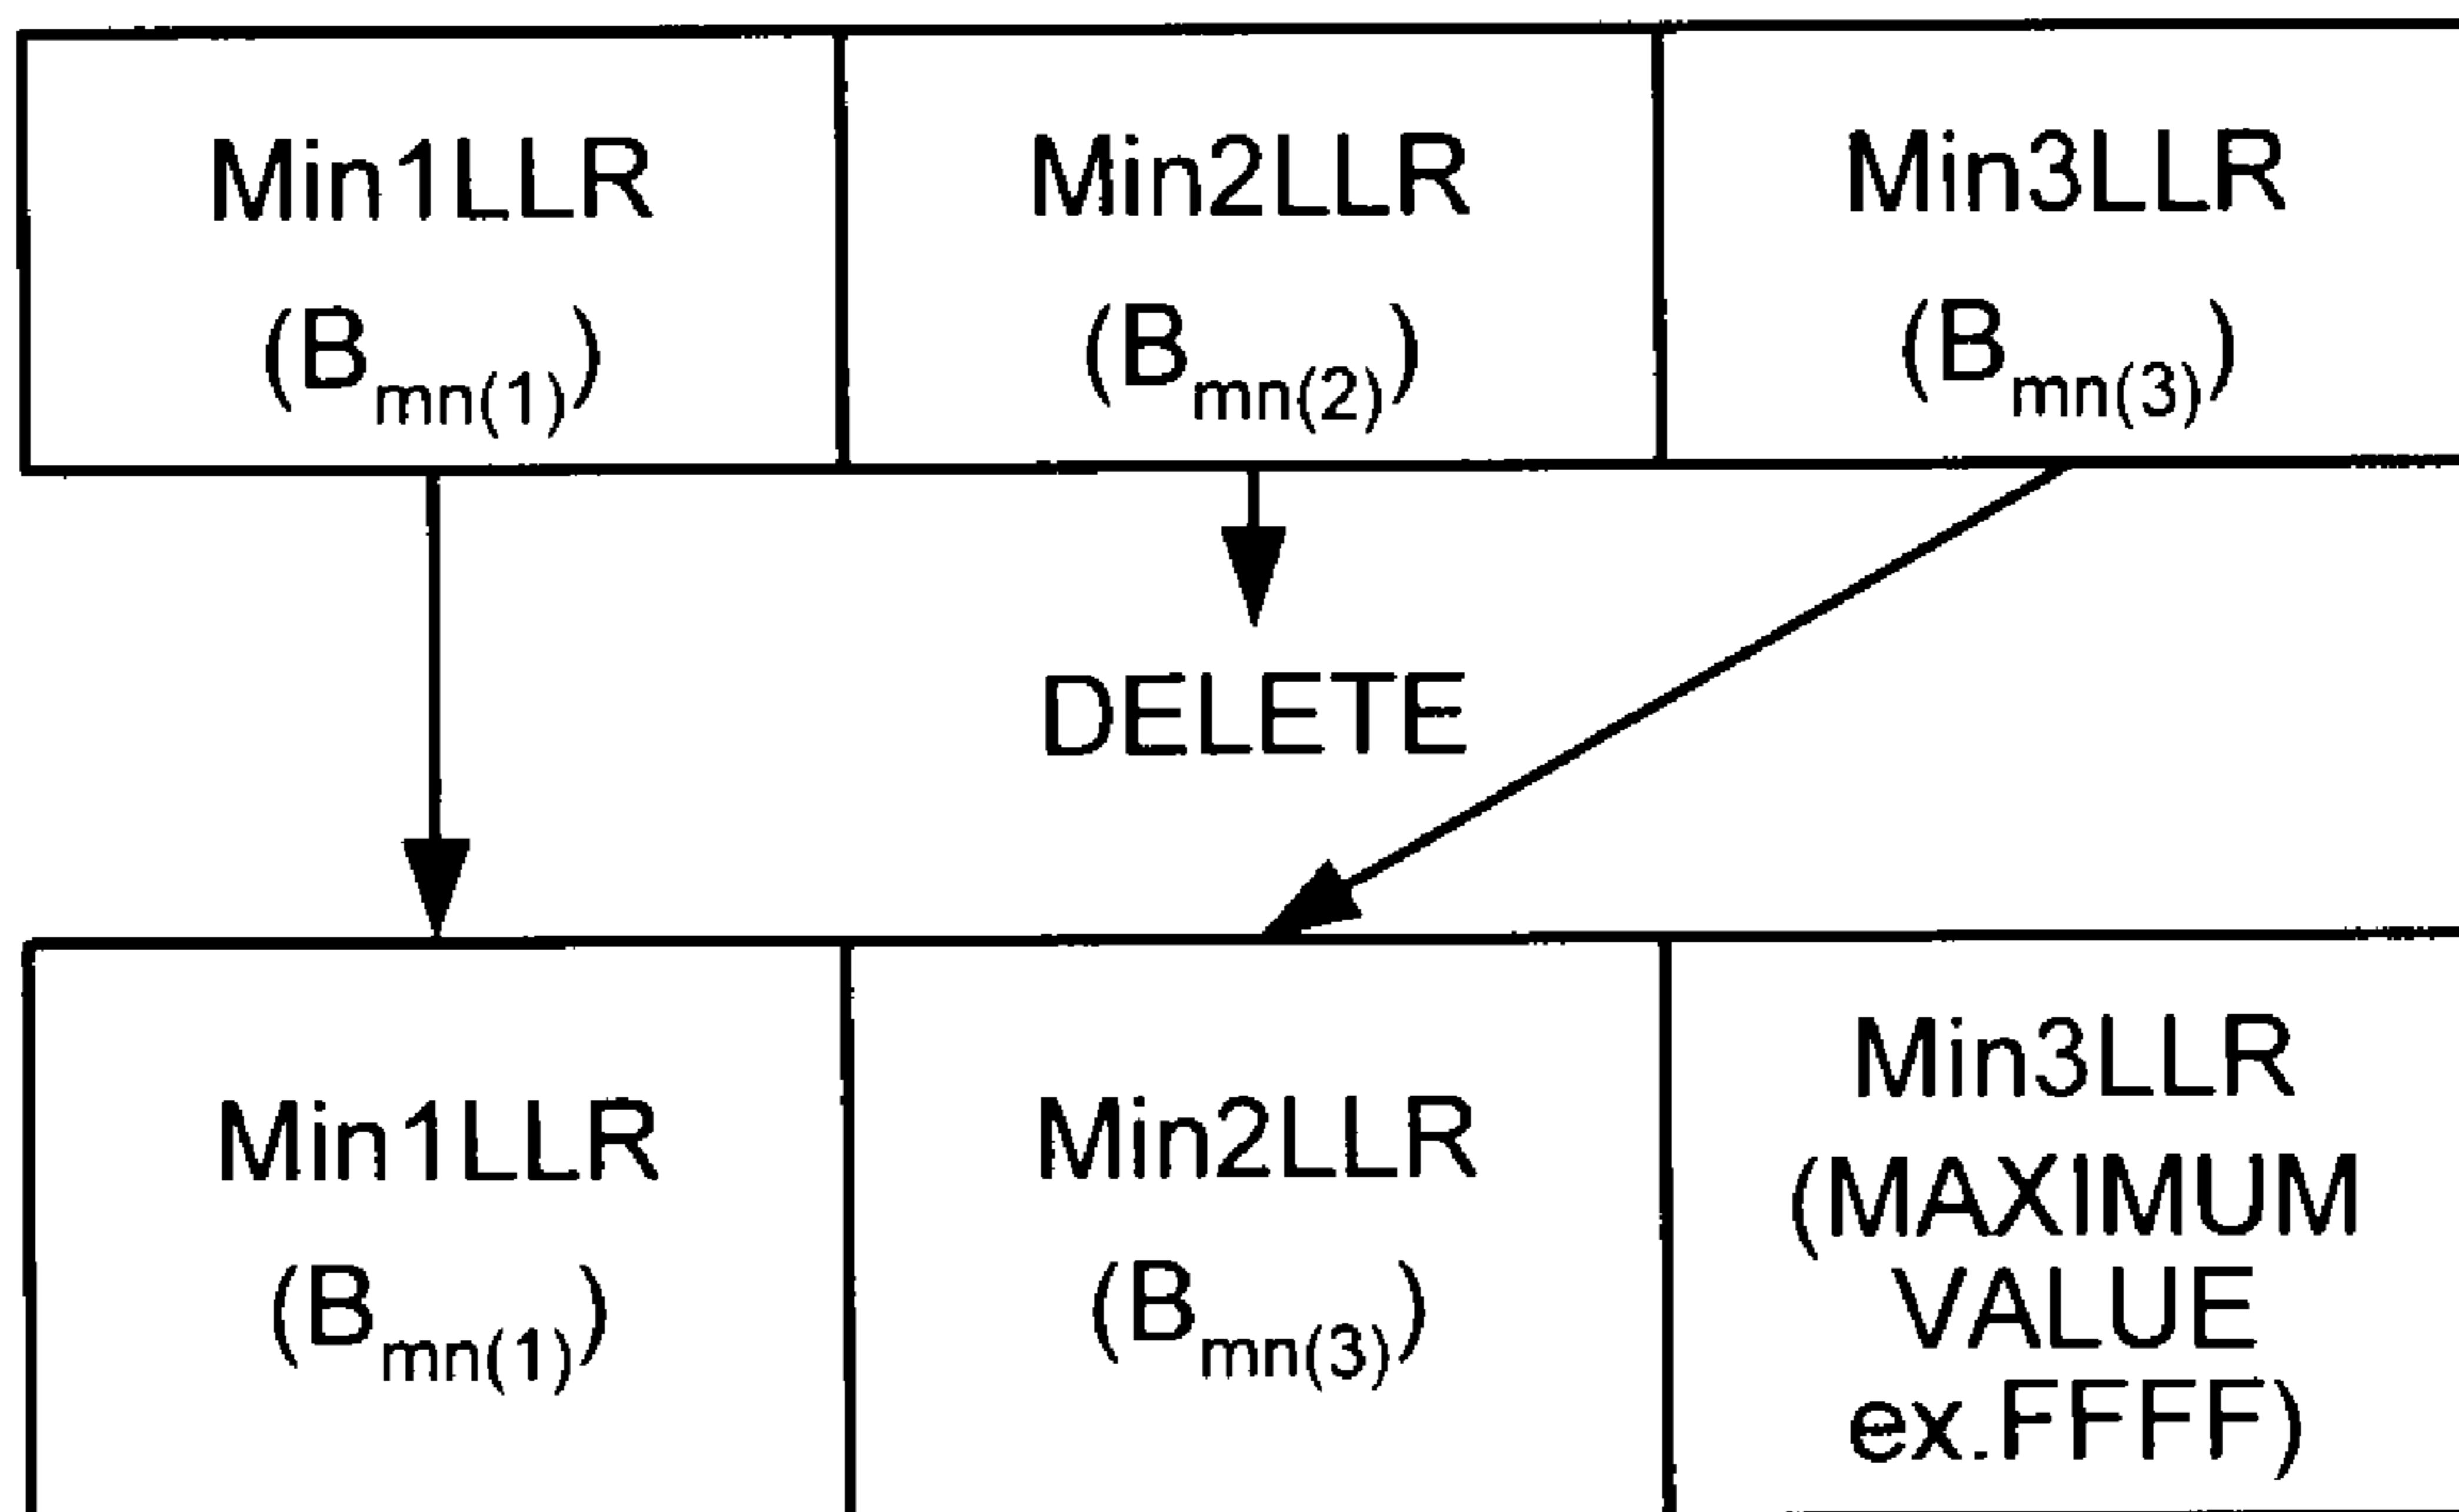 Min1LLR
(Bmn(1))
Min2LLR
(Bmn(2))
Min3LLR
(Bmn(3))
DELETE
Min1LLR
(Bmn(1))
Min2LLR
(Bmn(3))
Min3LLR
(MAXIMUM
VALUE
ex.FFFF)